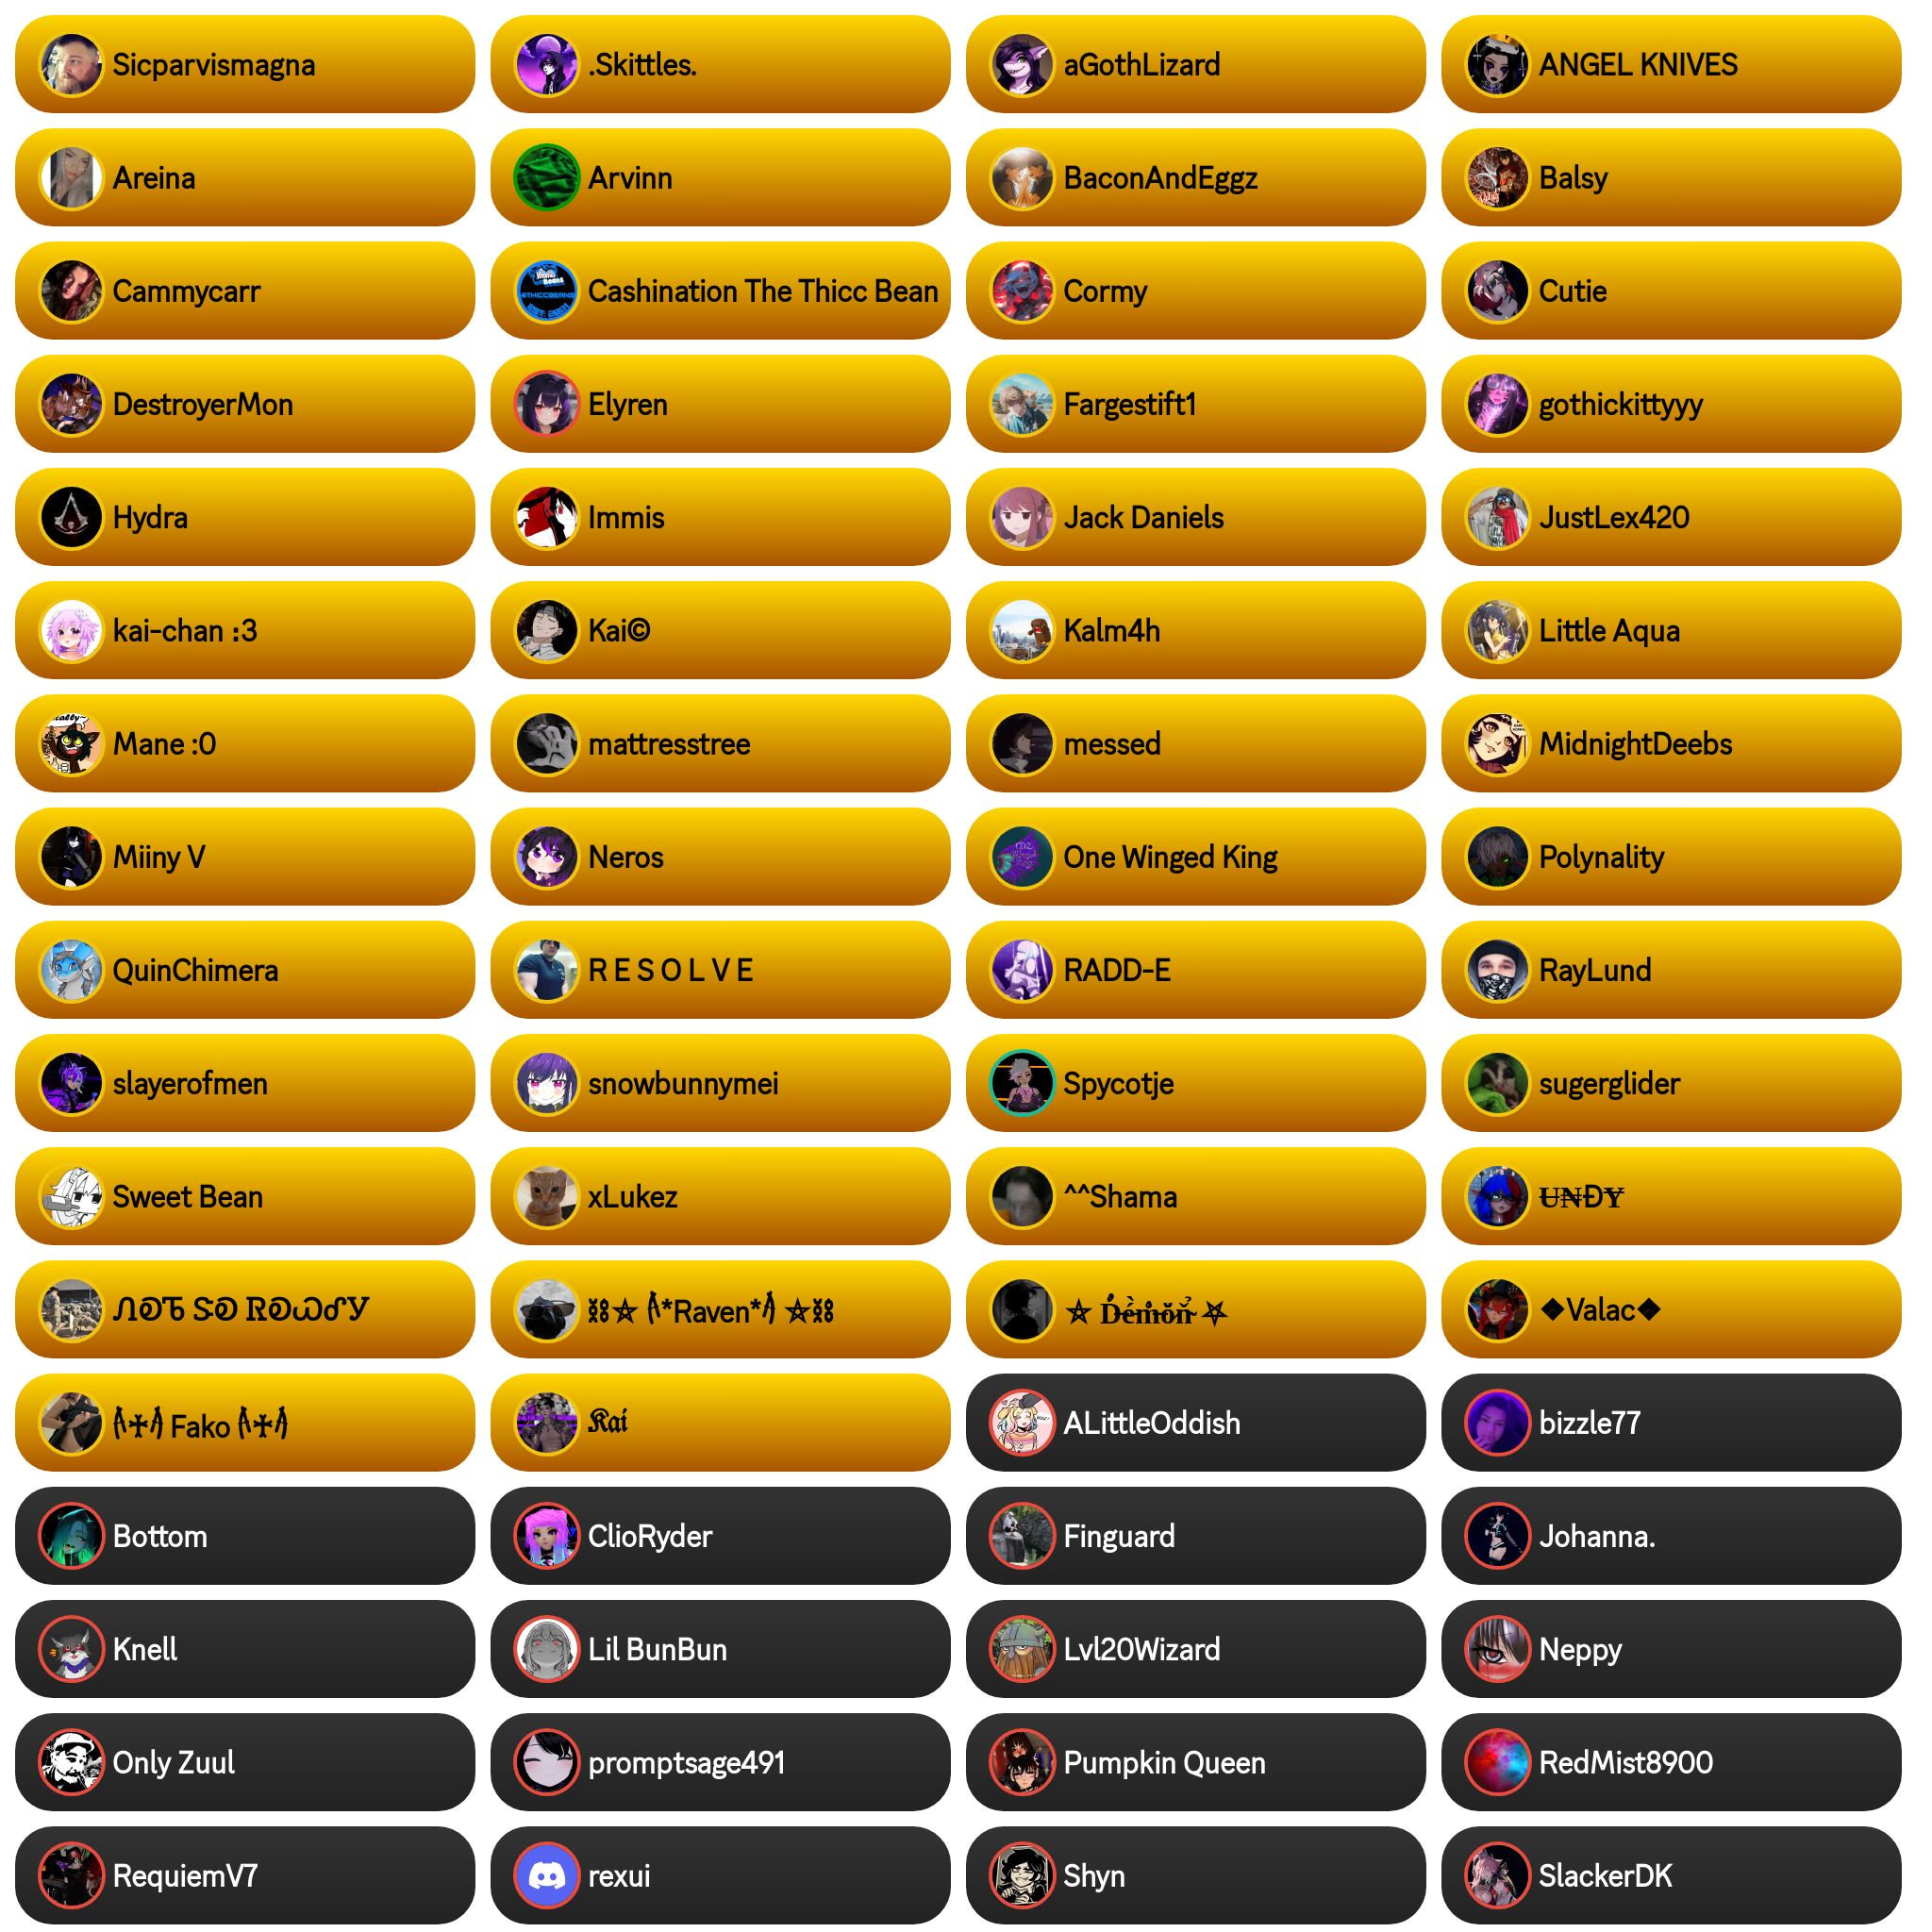 Sicparvismagna
.Skittles.
aGothLizard
ANGEL KNIVES
Areina
Arvinn
BaconAndEggz
Balsy
Cammycarr
Cashination The Thicc Bean
Cormy
Cutie
DestroyerMon
Elyren
Fargestift1
gothickittyyy
Hydra
Immis
Jack Daniels
JustLex420
kai-chan :3
Kai©
Kalm4h
Little Aqua
Mane :0
mattresstree
messed
MidnightDeebs
Miiny V
Neros
One Winged King
Polynality
QuinChimera
R E S O L V E
RADD-E
RayLund
slayerofmen
snowbunnymei
Spycotje
sugerglider
Sweet Bean
xLukez
^^Shama
U̶N̶D̶Y̶
*Raven*
◆Valac◆
Fako
𝕶𝖆𝖎
ALittleOddish
bizzle77
Bottom
ClioRyder
Finguard
Johanna.
Knell
Lil BunBun
Lvl20Wizard
Neppy
Only Zuul
promptsage491
Pumpkin Queen
RedMist8900
RequiemV7
rexui
Shyn
SlackerDK